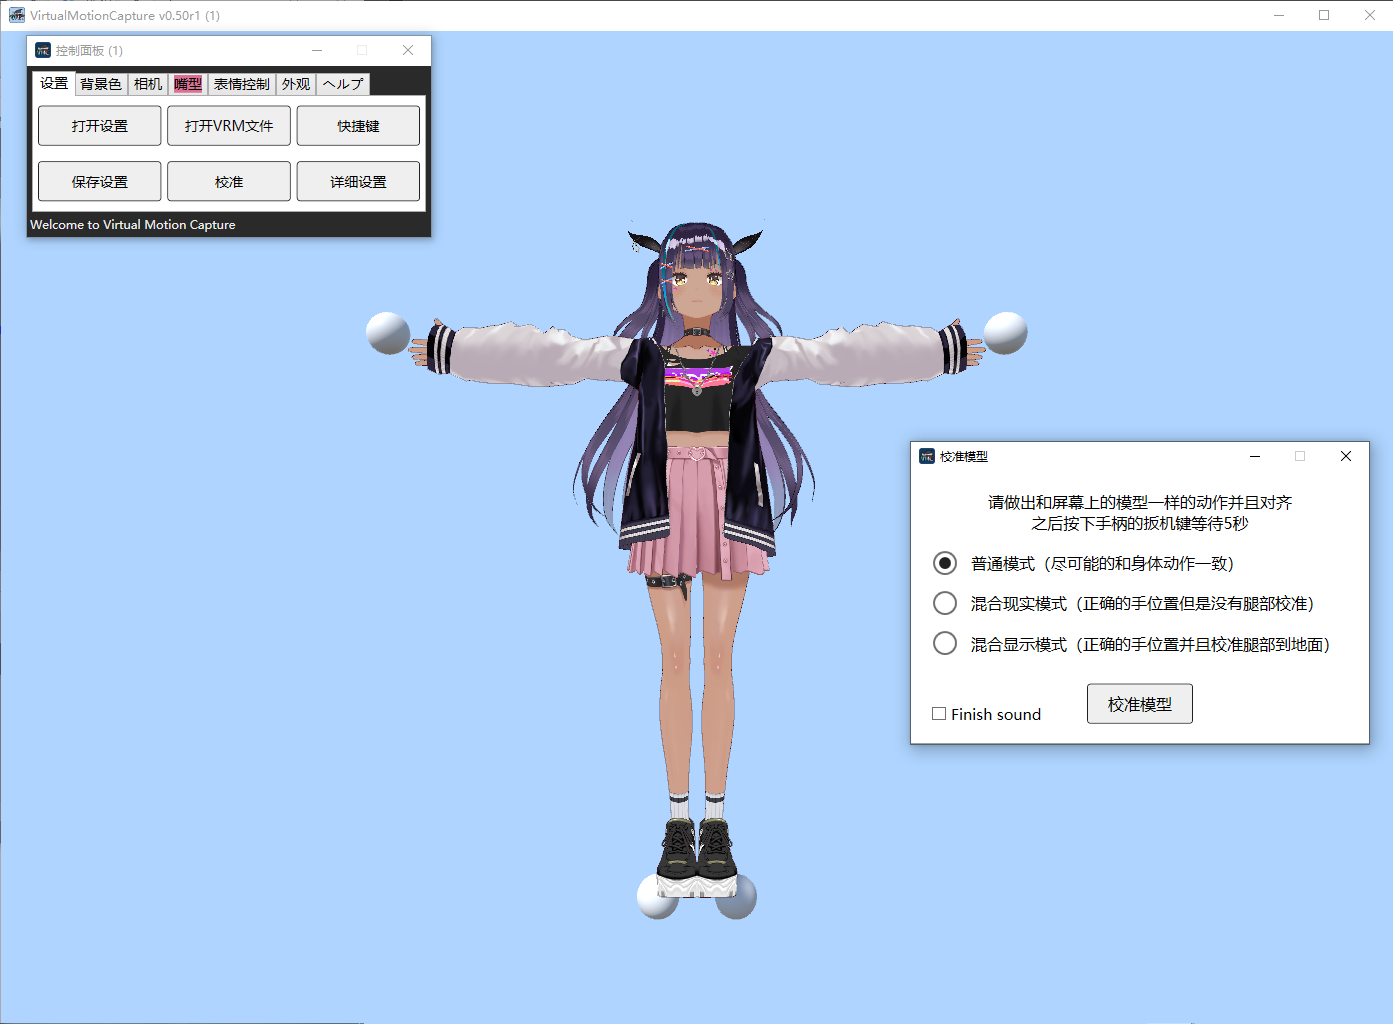 VirtualMotionCapture v0.50r1 (1)
控制面板 (1)
设置 背景色 相机 嘴型 表情控制 外观 ヘルプ
打开设置 打开VRM文件 快捷键
保存设置 校准 详细设置
Welcome to Virtual Motion Capture
校准模型
请做出和屏幕上的模型一样的动作并且对齐
之后按下手柄的扳机键等待5秒
普通模式（尽可能的和身体动作一致）
混合现实模式（正确的手位置但是没有腿部校准）
混合显示模式（正确的手位置并且校准腿部到地面）
Finish sound
校准模型